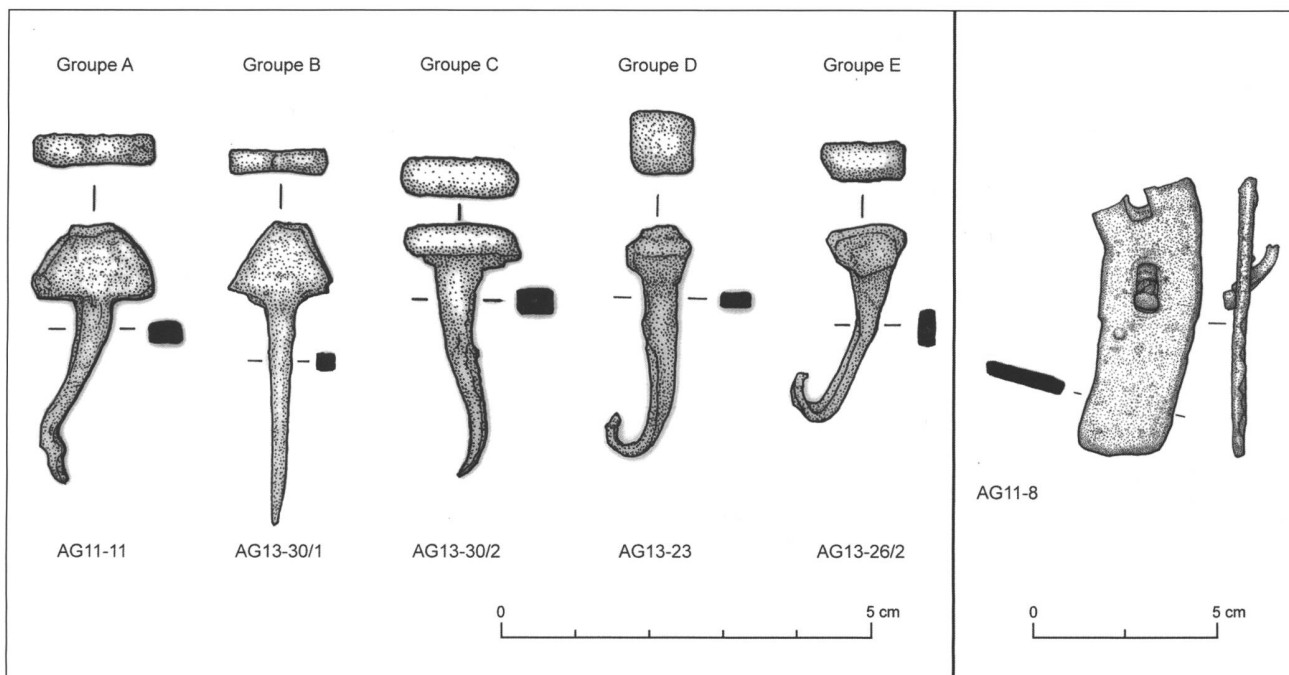 Groupe A Groupe B Groupe C Groupe D Groupe E
AG11-8
AG11-11 AG13-30/1 AG13-30/2 AG13-23 AG13-26/2
0 5 cm
0 5 cm